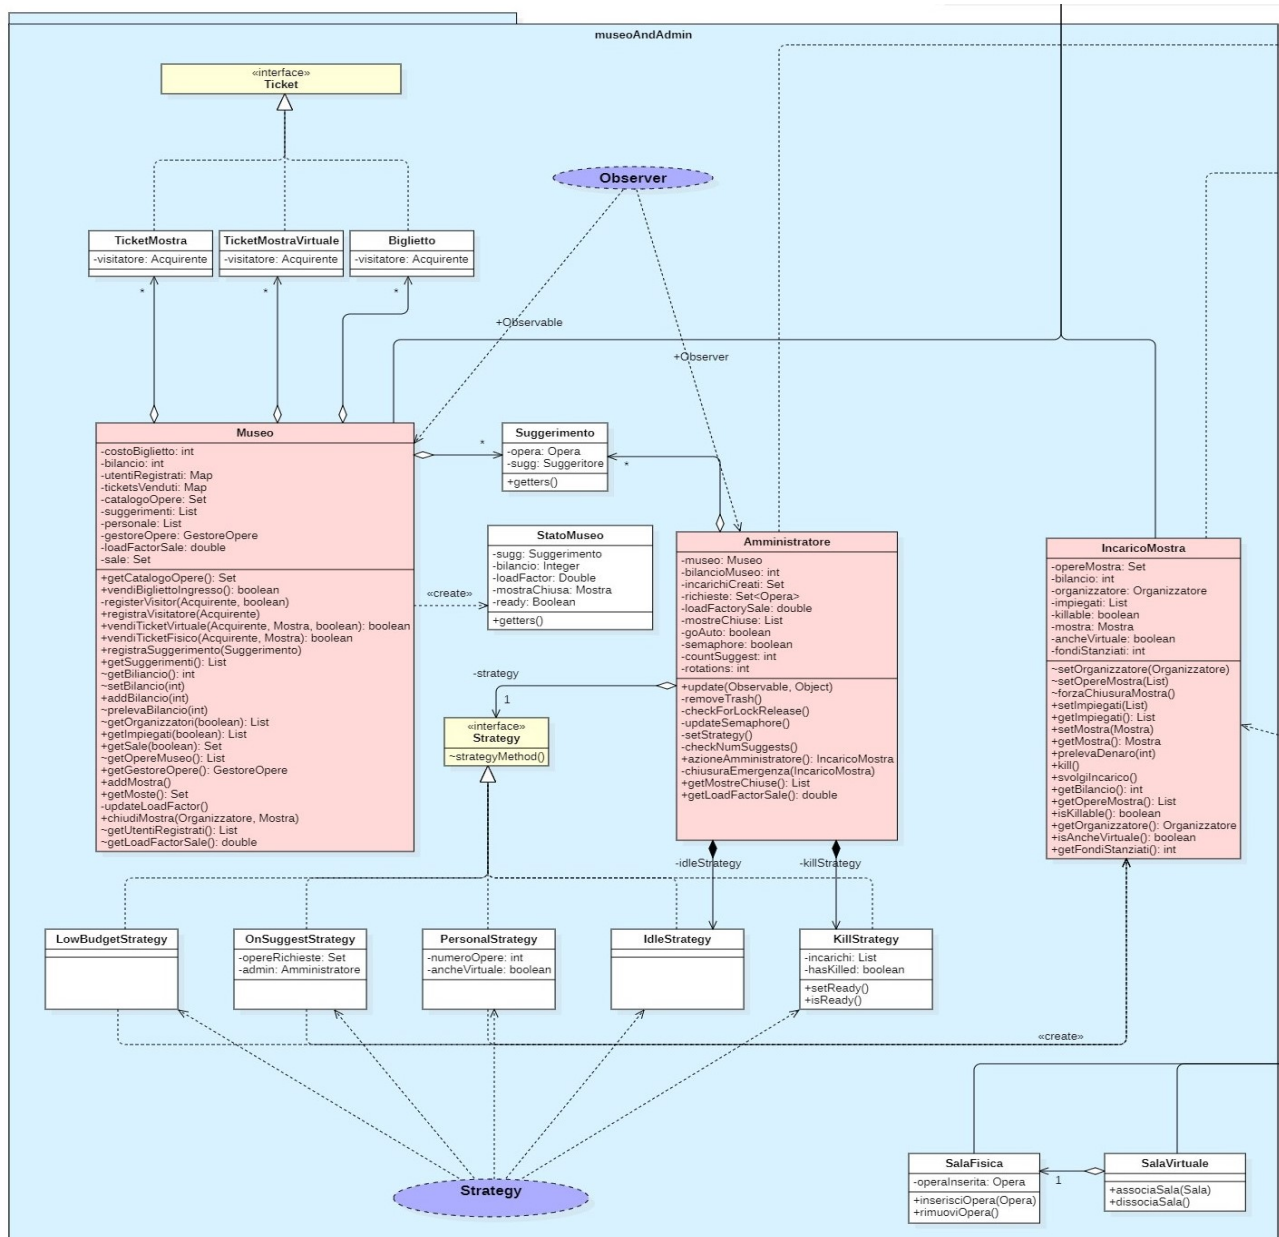 museoAndAdmin
«interface»
Ticket
Observer
TicketMostra
-visitatore: Acquirente
TicketMostraVirtuale
-visitatore: Acquirente
Biglietto
-visitatore: Acquirente
*
*
*
+Observable
+Observer
Museo
-costoBiglietto: int
-bilancio: int
-utentiRegistrati: Map
-ticketsVenduti: Map
-catalogoOpere: Set
-suggerimenti: List
-personale: List
-gestoreOpere: GestoreOpere
-loadFactorSale: double
-sale: Set
+getCatalogoOpere(): Set
+vendiBigliettoIngresso(): boolean
-registerVisitor(Acquirente, boolean)
+registraVisitatore(Acquirente)
+vendiTicketVirtuale(Acquirente, Mostra, boolean): boolean
+vendiTicketFisico(Acquirente, Mostra): boolean
+registraSuggerimento(Suggerimento)
+getSuggerimenti(): List
~getBiliancio(): int
~setBilancio(int)
+addBilancio(int)
~prelevaBilancio(int)
~getOrganizzatori(boolean): List
+getImpiegati(boolean): List
+getSale(boolean): Set
~getOpereMuseo(): List
+getGestoreOpere(): GestoreOpere
+addMostra()
+getMoste(): Set
-updateLoadFactor()
+chiudiMostra(Organizzatore, Mostra)
~getUtentiRegistrati(): List
~getLoadFactorSale(): double
*
Suggerimento
-opera: Opera
-sugg: Suggeritore
+getters()
*
StatoMuseo
-sugg: Suggerimento
-bilancio: Integer
-loadFactor: Double
-mostraChiusa: Mostra
-ready: Boolean
+getters()
«create»
Amministratore
-museo: Museo
-bilancioMuseo: int
-incarichiCreati: Set
-richieste: Set<Opera>
-loadFactorySale: double
-mostreChiuse: List
-goAuto: boolean
-semaphore: boolean
-countSuggest: int
-rotations: int
+update(Observable, Object)
-removeTrash()
-checkForLockRelease()
-updateSemaphore()
-setStrategy()
-checkNumSuggests()
+azioneAmministratore(): IncaricoMostra
-chiusuraEmergenza(IncaricoMostra)
+getMostreChiuse(): List
+getLoadFactorSale(): double
IncaricoMostra
-opereMostra: Set
-bilancio: int
-organizzatore: Organizzatore
-impiegati: List
-killable: boolean
-mostra: Mostra
-ancheVirtuale: boolean
-fondiStanziati: int
~setOrganizzatore(Organizzatore)
~setOpereMostra(List)
~forzaChiusuraMostra()
+setImpiegati(List)
+getImpiegati(): List
+setMostra(Mostra)
+getMostra(): Mostra
+prelevaDenaro(int)
+kill()
+svolgiIncarico()
+getBilancio(): int
+getOpereMostra(): List
+isKillable(): boolean
+getOrganizzatore(): Organizzatore
+isAncheVirtuale(): boolean
+getFondiStanziati(): int
-strategy
1
«interface»
Strategy
~strategyMethod()
-idleStrategy
-killStrategy
LowBudgetStrategy
OnSuggestStrategy
-opereRichieste: Set
-admin: Amministratore
PersonalStrategy
-numeroOpere: int
-ancheVirtuale: boolean
IdleStrategy
KillStrategy
-incarichi: List
-hasKilled: boolean
+setReady()
+isReady()
«create»
Strategy
SalaFisica
-operaInserita: Opera
+inserisciOpera(Opera)
+rimuoviOpera()
1
SalaVirtuale
+associaSala(Sala)
+dissociaSala()